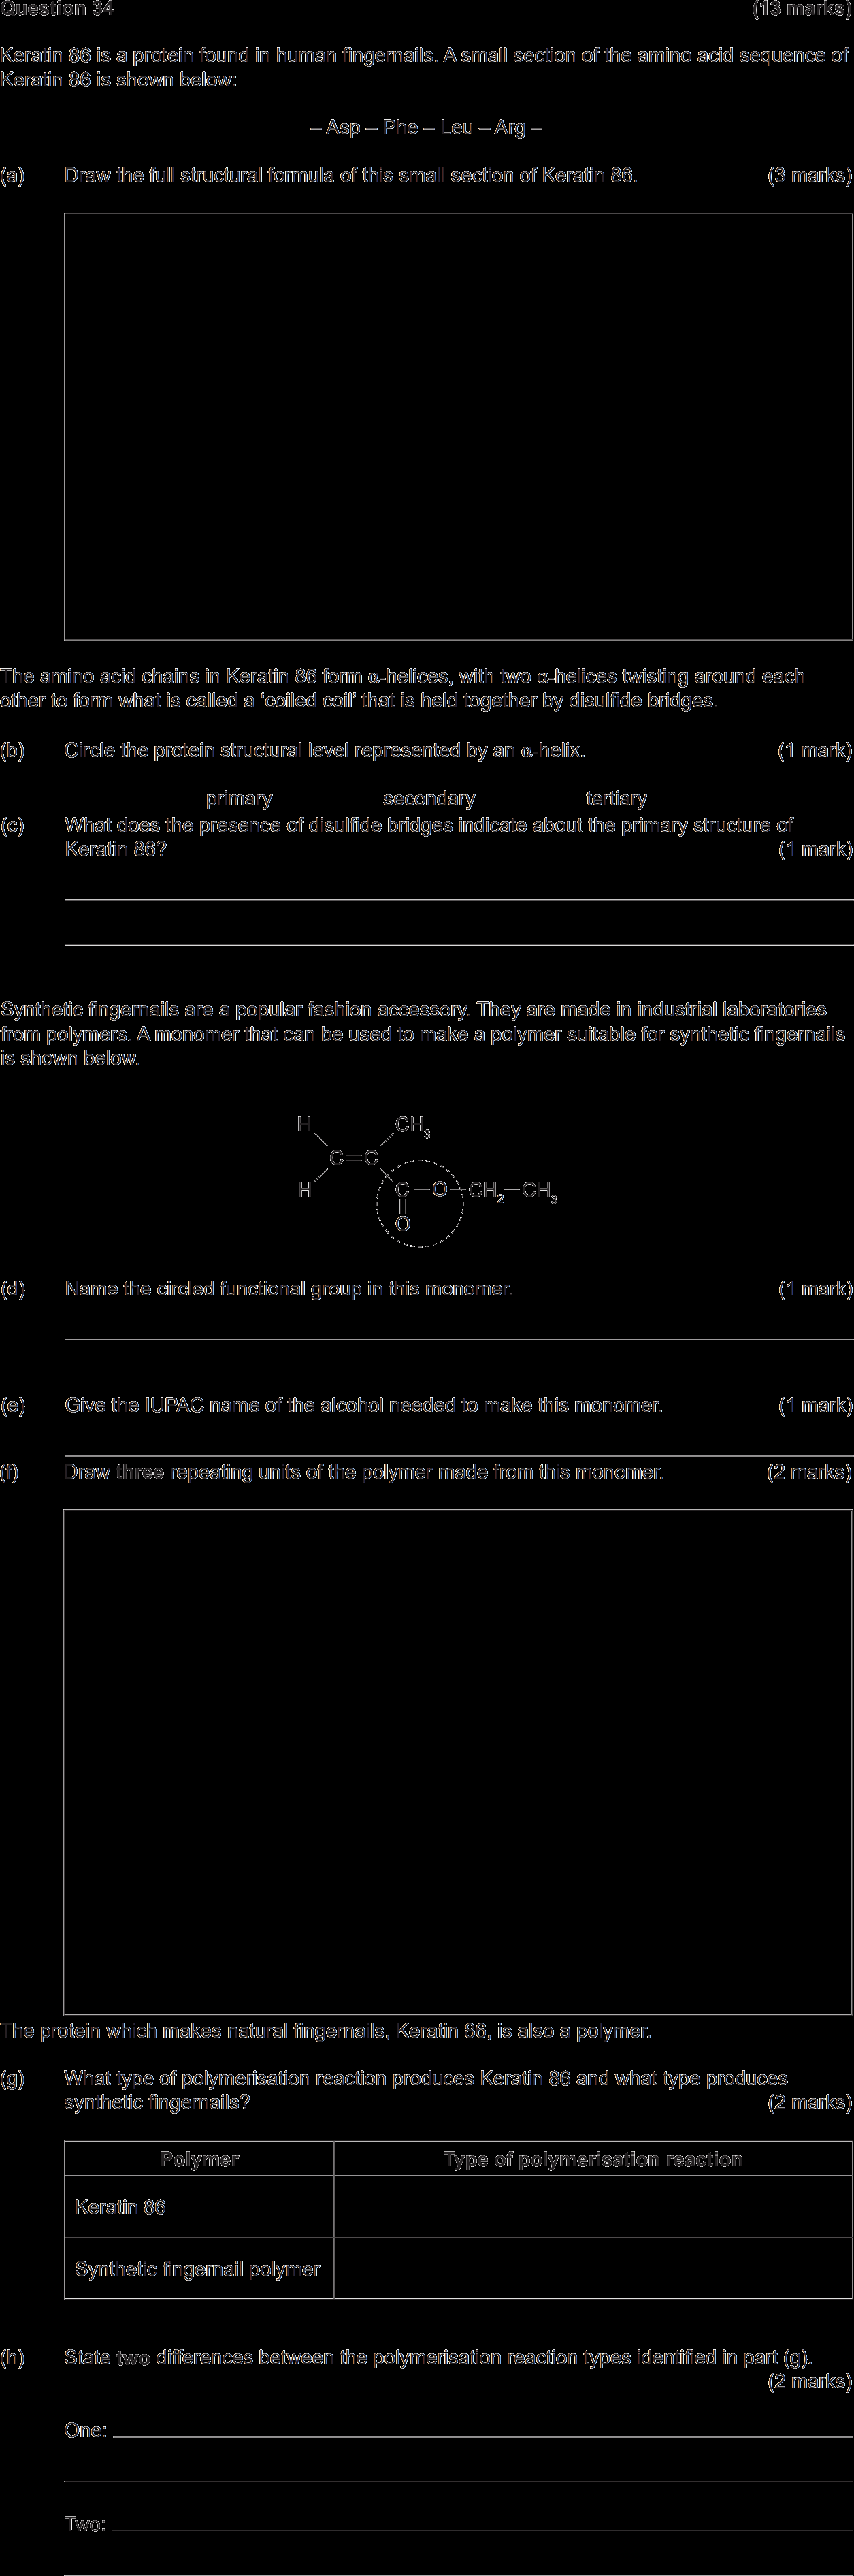 Question 34 (13 marks)
Keratin 86 is a protein found in human fingernails. A small section of the amino acid sequence of
Keratin 86 is shown below:
– Asp – Phe – Leu – Arg –
(a) Draw the full structural formula of this small section of Keratin 86. (3 marks)
The amino acid chains in Keratin 86 form α-helices, with two α-helices twisting around each
other to form what is called a ‘coiled coil’ that is held together by disulfide bridges.
(b) Circle the protein structural level represented by an α-helix. (1 mark)
primary secondary tertiary
(c) What does the presence of disulfide bridges indicate about the primary structure of
Keratin 86? (1 mark)
Synthetic fingernails are a popular fashion accessory. They are made in industrial laboratories
from polymers. A monomer that can be used to make a polymer suitable for synthetic fingernails
is shown below.
H CH3
C C
H C O CH2 CH3
O
(d) Name the circled functional group in this monomer. (1 mark)
(e) Give the IUPAC name of the alcohol needed to make this monomer. (1 mark)
(f) Draw three repeating units of the polymer made from this monomer. (2 marks)
The protein which makes natural fingernails, Keratin 86, is also a polymer.
(g) What type of polymerisation reaction produces Keratin 86 and what type produces
synthetic fingernails? (2 marks)
Polymer Type of polymerisation reaction
Keratin 86
Synthetic fingernail polymer
(h) State two differences between the polymerisation reaction types identified in part (g).
(2 marks)
One:
Two: